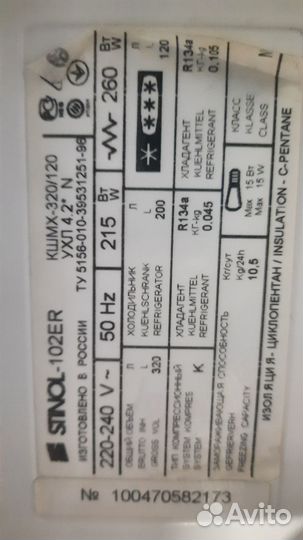 STINOL-102ER
КШМХ-320/120
УХЛ 4.2* N
ИЗГОТОВЛЕНО В РОССИИ
ТУ 5156-010-39531251-96
220-240 V ~
50 Hz
215 Вт W
260 Вт W
ОБЩИЙ ОБЪЕМ Л
BRUTTO INH L
GROSS VOL 320
ХОЛОДИЛЬНИК Л
KUEHLSCHRANK L
REFRIGERATOR 200
Л
L 120
ТИП КОМПРЕССИОННЫЙ
SYSTEM KOMPRES K
SYSTEM
ХЛАДАГЕНТ R134a
KUEHLMITTEL КГ-kg
REFRIGERANT 0,045
ХЛАДАГЕНТ R134a
KUEHLMITTEL КГ-kg
REFRIGERANT 0,105
ЗАМОРАЖИВАЮЩАЯ СПОСОБНОСТЬ
GEFRIERVERH Кг/сут
FREEZING CAPACITY Kg/24h
10,5
Max 15 Вт
Max 15 W
КЛАСС
KLASSE
CLASS
N
ИЗОЛЯЦИЯ- ЦИКЛОПЕНТАН / INSULATION - C-PENTANE
№ 100470582173
Avito